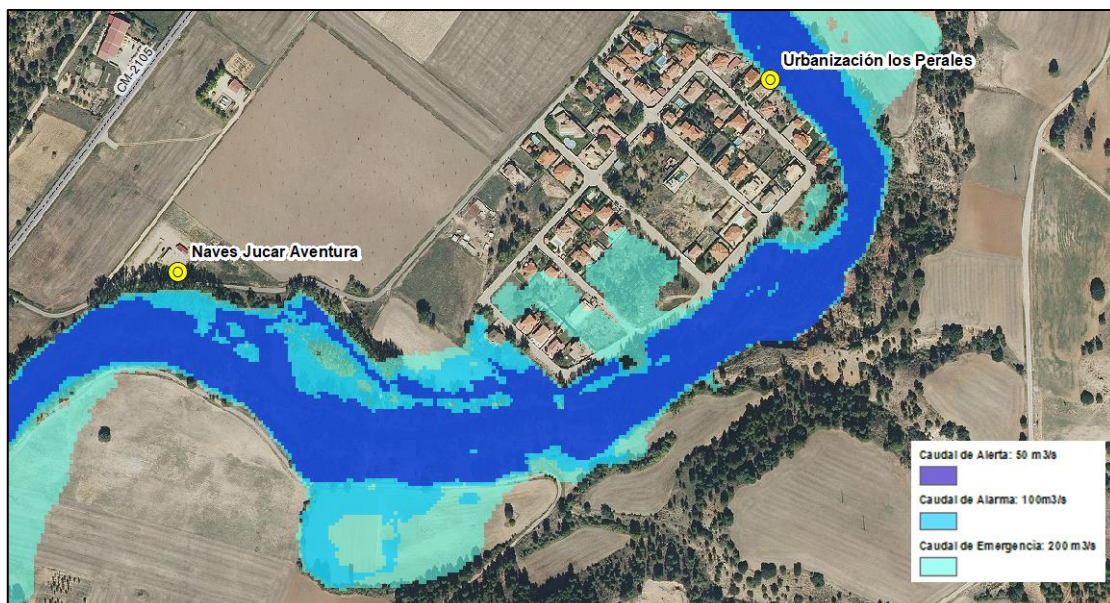 CM-2105
Urbanización los Perales
Naves Jucar Aventura
Caudal de Alerta: 50 m3/s
Caudal de Alarma: 100m3/s
Caudal de Emergencia: 200 m3/s